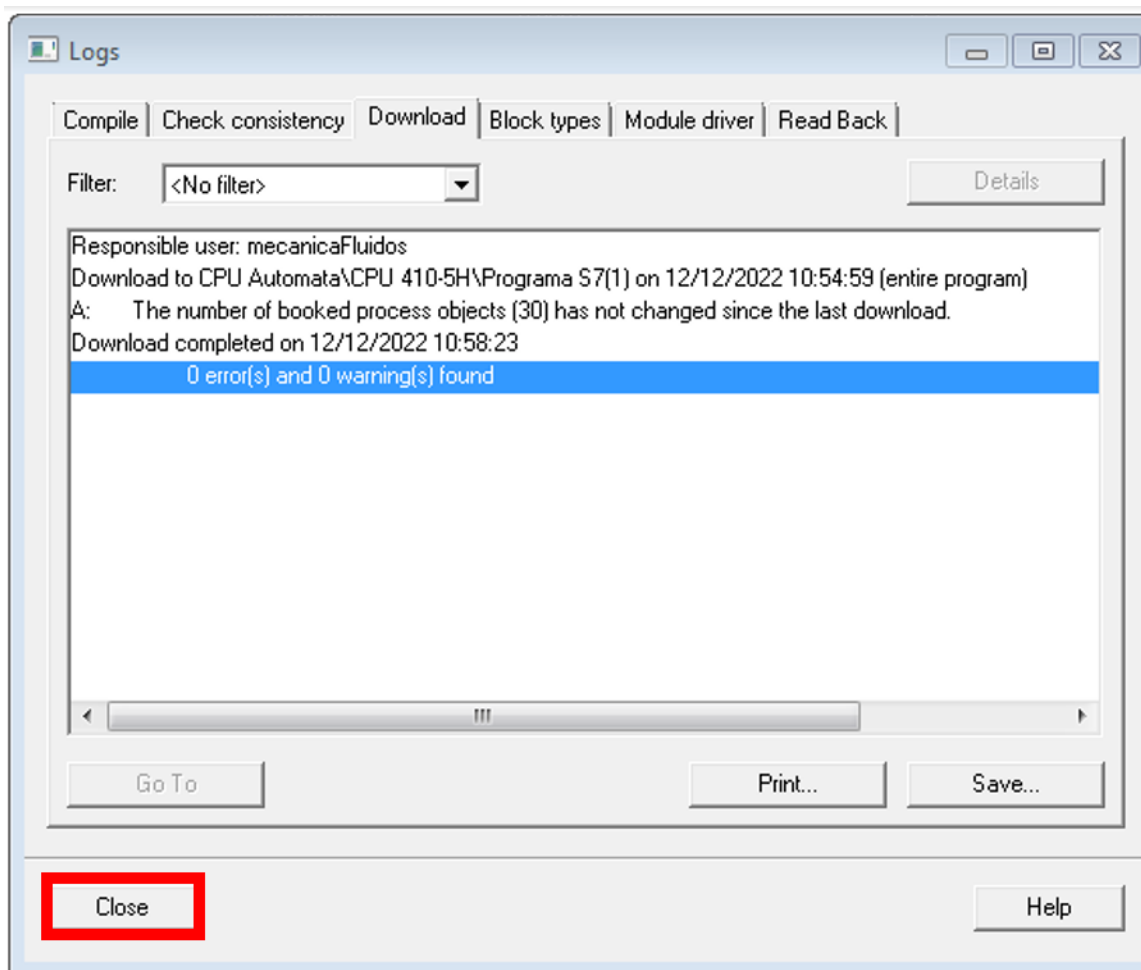 Logs
Compile Check consistency Download Block types Module driver Read Back
Filter: <No filter> Details
Responsible user: mecanicaFluidos
Download to CPU Automata\CPU 410-5H\Programa S7(1) on 12/12/2022 10:54:59 (entire program)
A: The number of booked process objects (30) has not changed since the last download.
Download completed on 12/12/2022 10:58:23
0 error(s) and 0 warning(s) found
Go To Print... Save...
Close Help